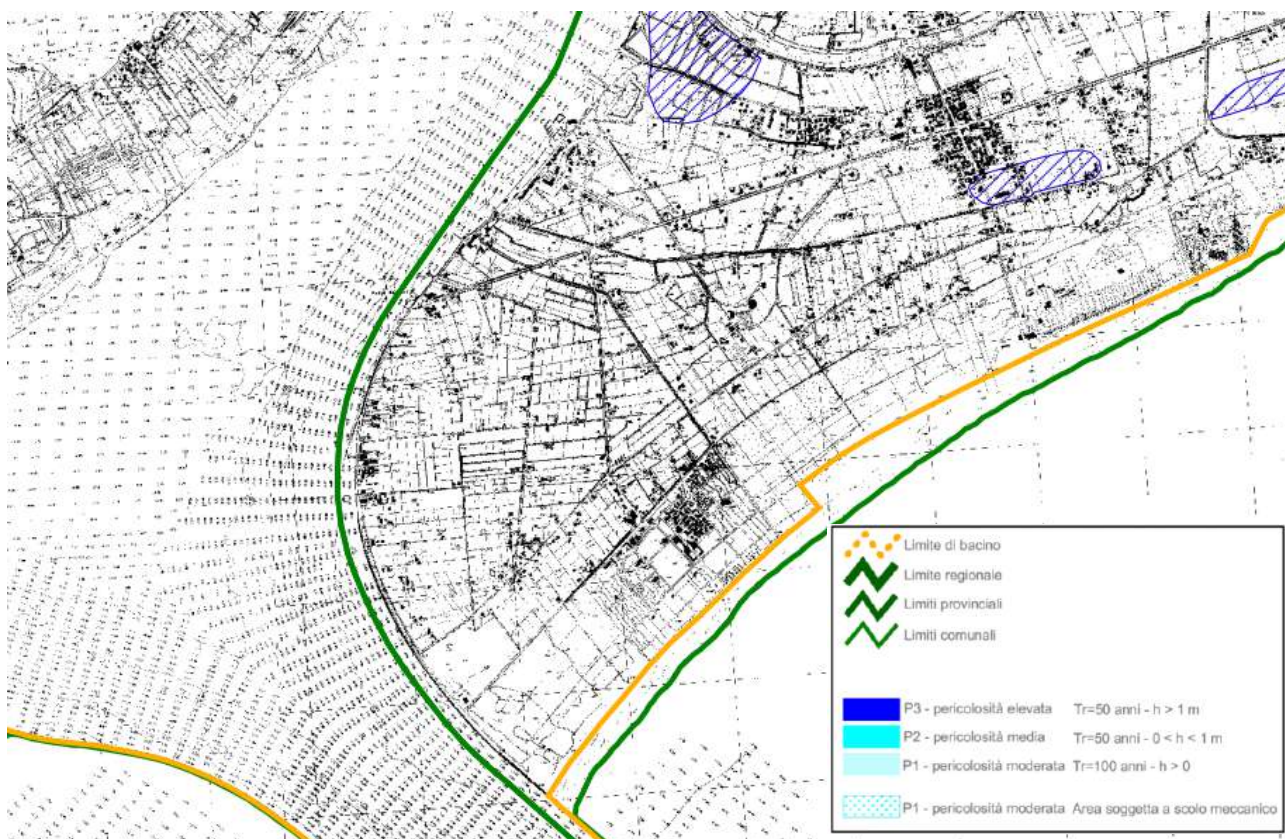 Limite di bacino
Limite regionale
Limiti provinciali
Limiti comunali
P3 - pericolosità elevata Tr=50 anni - h > 1 m
P2 - pericolosità media Tr=50 anni - 0 < h < 1 m
P1 - pericolosità moderata Tr=100 anni - h > 0
P1 - pericolosità moderata Area soggetta a scolo meccanico